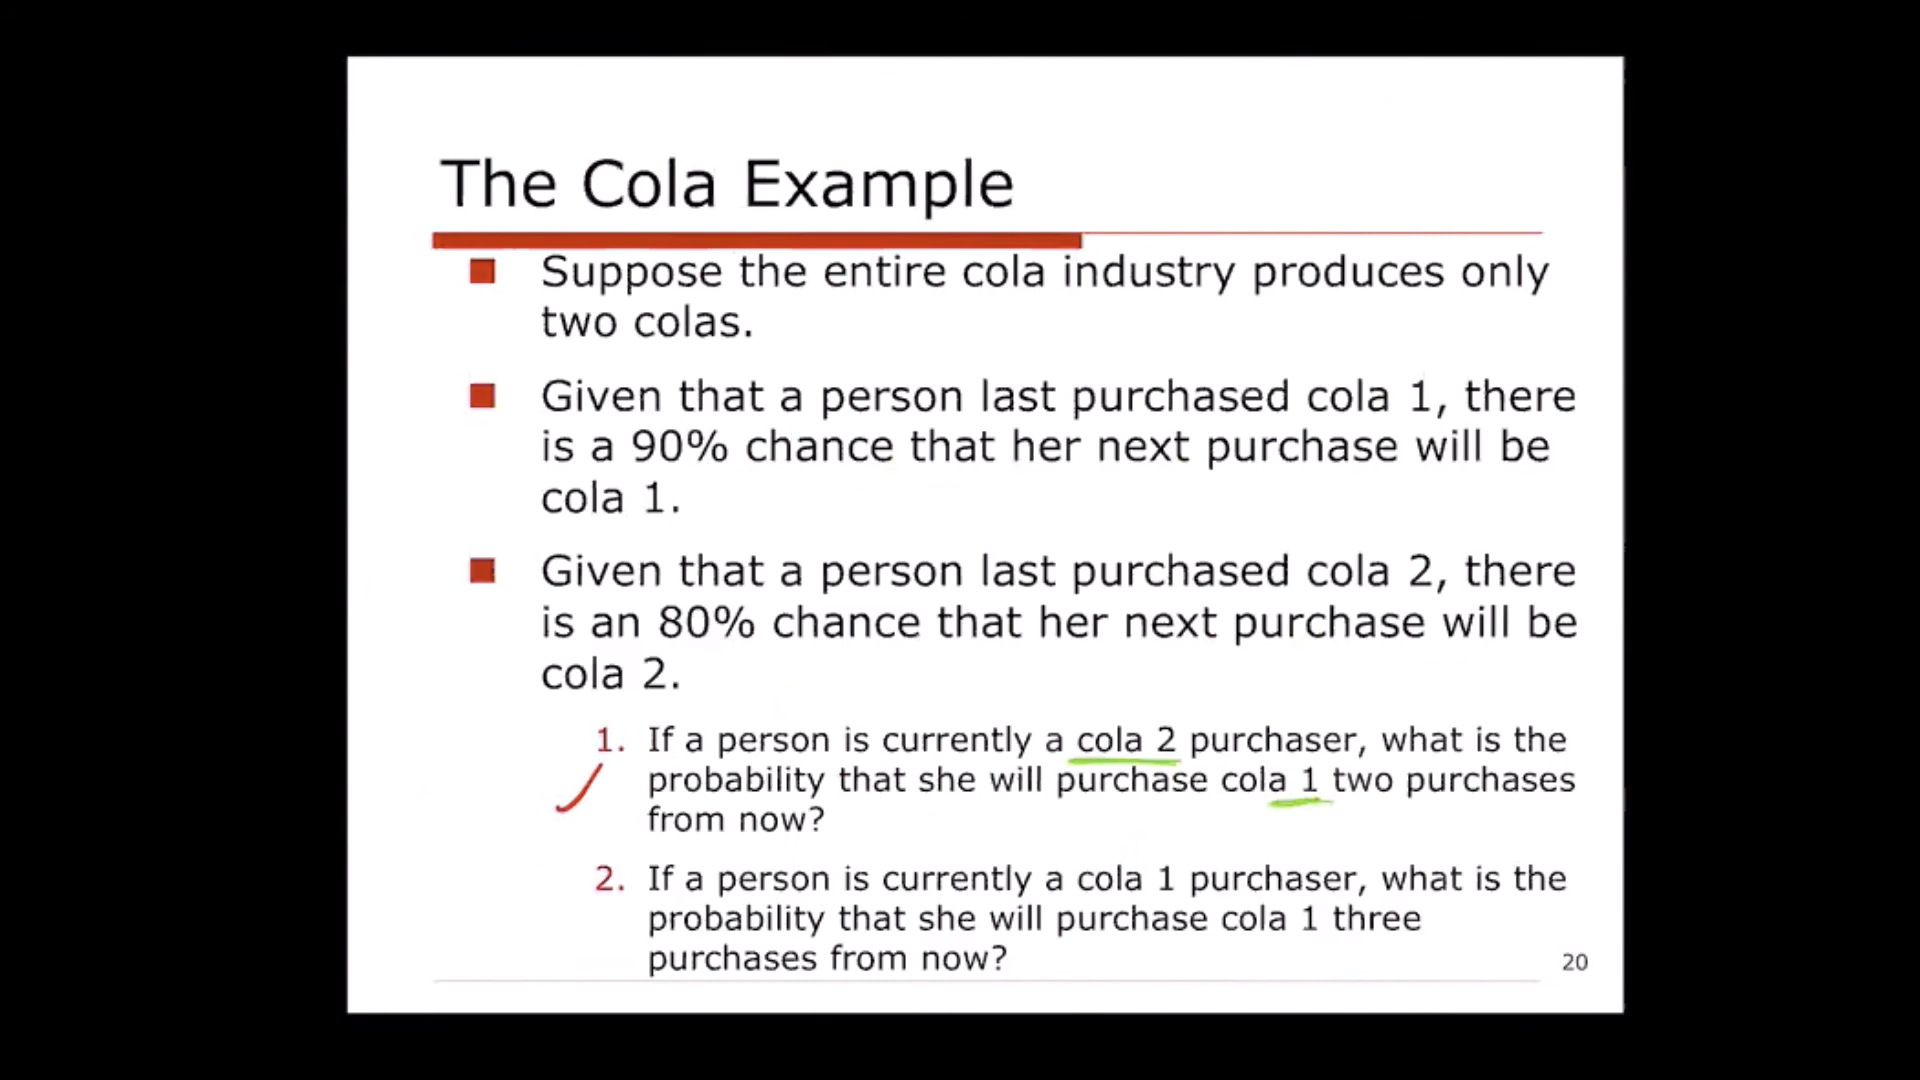 The Cola Example
Suppose the entire cola industry produces only
two colas.
Given that a person last purchased cola 1, there
is a 90% chance that her next purchase will be
cola 1.
Given that a person last purchased cola 2, there
is an 80% chance that her next purchase will be
cola 2.
1. If a person is currently a cola 2 purchaser, what is the
probability that she will purchase cola 1 two purchases
from now?
2. If a person is currently a cola 1 purchaser, what is the
probability that she will purchase cola 1 three
purchases from now?
20